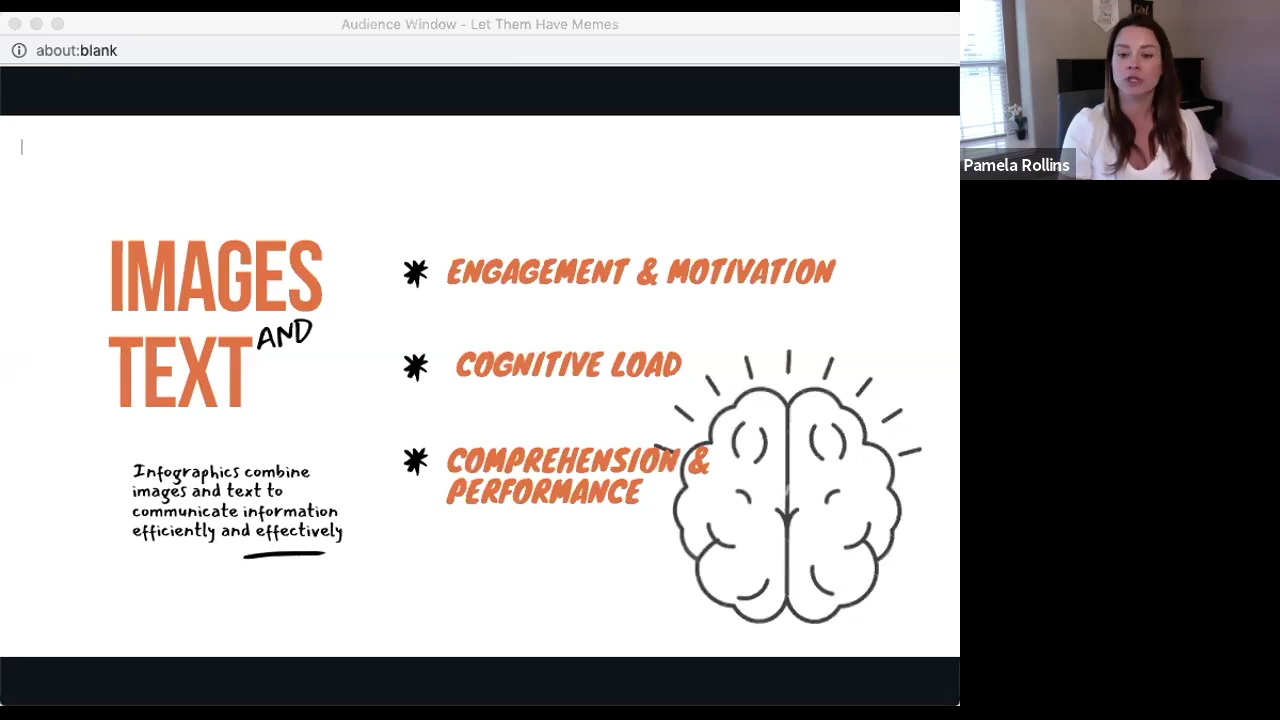 Audience Window - Let Them Have Memes
about:blank
IMAGES
AND
TEXT
Infographics combine
images and text to
communicate information
efficiently and effectively
ENGAGEMENT & MOTIVATION
COGNITIVE LOAD
COMPREHENSION &
PERFORMANCE
Pamela Rollins